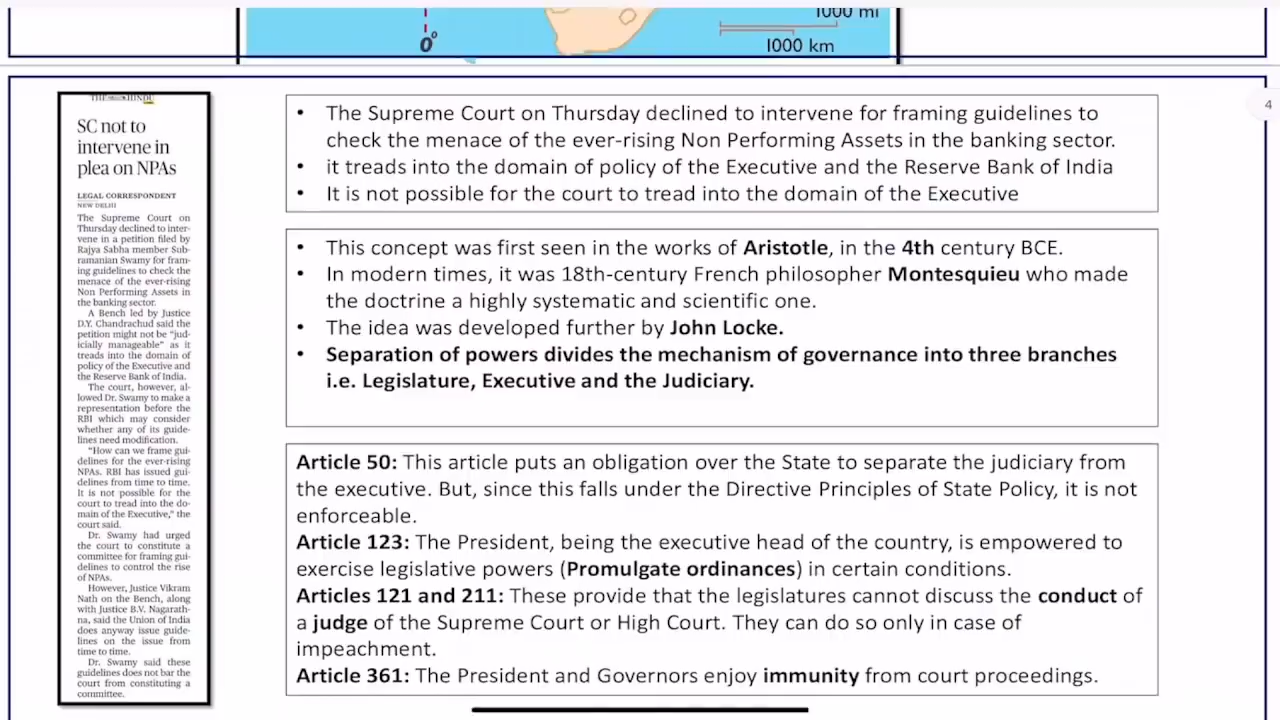 1000 mi
0°
1000 km
4
THE HINDU
SC not to
intervene in
plea on NPAs
LEGAL CORRESPONDENT
NEW DELHI
The Supreme Court on
Thursday declined to inter-
vene in a petition filed by
Rajya Sabha member Sub-
ramanian Swamy for fram-
ing guidelines to check the
menace of the ever-rising
Non Performing Assets in
the banking sector.
A Bench led by Justice
D.Y. Chandrachud said the
petition might not be “jud-
icially manageable” as it
treads into the domain of
policy of the Executive and
the Reserve Bank of India.
The court, however, al-
lowed Dr. Swamy to make a
representation before the
RBI which may consider
whether any of its guide-
lines need modification.
“How can we frame gui-
delines for the ever-rising
NPAs. RBI has issued gui-
delines from time to time.
It is not possible for the
court to tread into the do-
main of the Executive,” the
court said.
Dr. Swamy had urged
the court to constitute a
committee for framing gui-
delines to control the rise
of NPAs.
However, Justice Vikram
Nath on the Bench, along
with Justice B.V. Nagarath-
na, said the Union of India
does anyway issue guide-
lines on the issue from
time to time.
Dr. Swamy said these
guidelines does not bar the
court from constituting a
committee.
• The Supreme Court on Thursday declined to intervene for framing guidelines to
check the menace of the ever-rising Non Performing Assets in the banking sector.
• it treads into the domain of policy of the Executive and the Reserve Bank of India
• It is not possible for the court to tread into the domain of the Executive
• This concept was first seen in the works of Aristotle, in the 4th century BCE.
• In modern times, it was 18th-century French philosopher Montesquieu who made
the doctrine a highly systematic and scientific one.
• The idea was developed further by John Locke.
• Separation of powers divides the mechanism of governance into three branches
i.e. Legislature, Executive and the Judiciary.
Article 50: This article puts an obligation over the State to separate the judiciary from
the executive. But, since this falls under the Directive Principles of State Policy, it is not
enforceable.
Article 123: The President, being the executive head of the country, is empowered to
exercise legislative powers (Promulgate ordinances) in certain conditions.
Articles 121 and 211: These provide that the legislatures cannot discuss the conduct of
a judge of the Supreme Court or High Court. They can do so only in case of
impeachment.
Article 361: The President and Governors enjoy immunity from court proceedings.